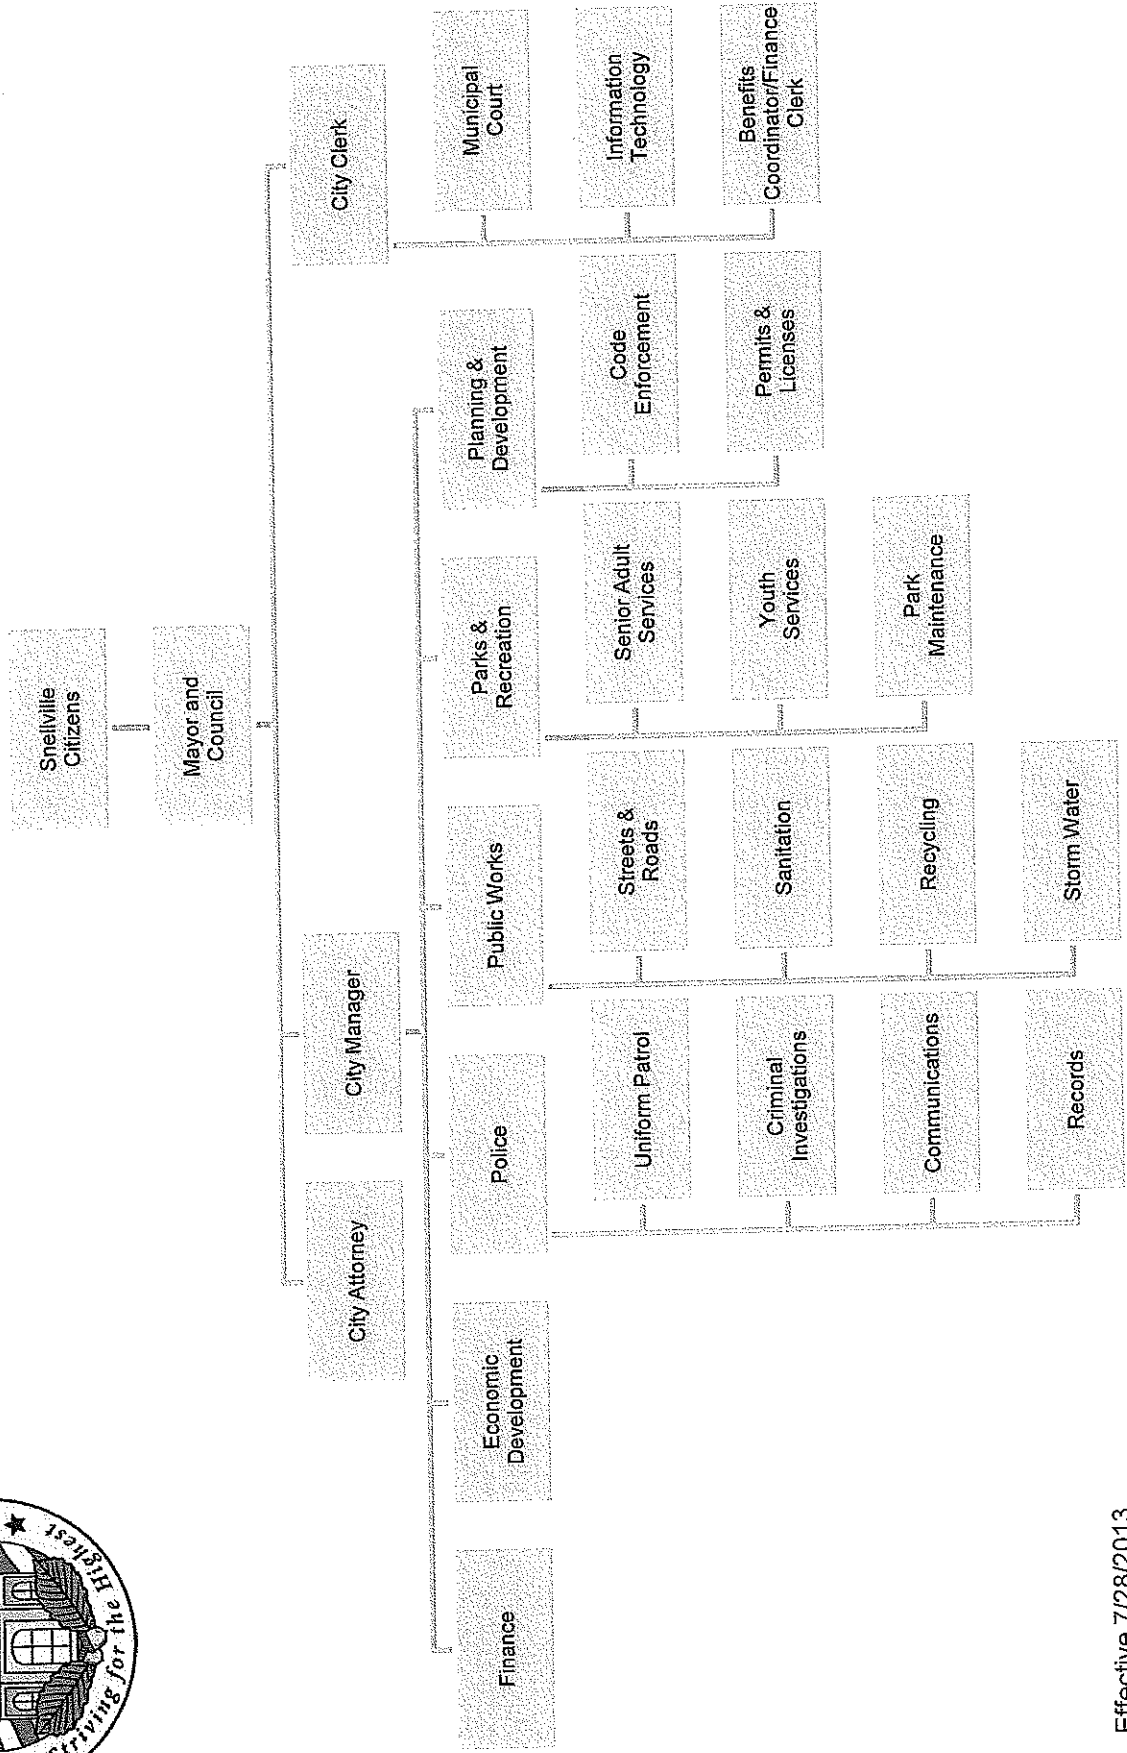 Snellville
Citizens
Mayor and
Council
City Attorney
City Manager
City Clerk
Finance
Economic
Development
Police
Uniform Patrol
Criminal
Investigations
Communications
Records
Public Works
Streets &
Roads
Sanitation
Recycling
Storm Water
Parks &
Recreation
Senior Adult
Services
Youth
Services
Park
Maintenance
Planning &
Development
Code
Enforcement
Permits &
Licenses
Municipal
Court
Information
Technology
Benefits
Coordinator/Finance
Clerk
for the Highest
Effective 7/28/2013